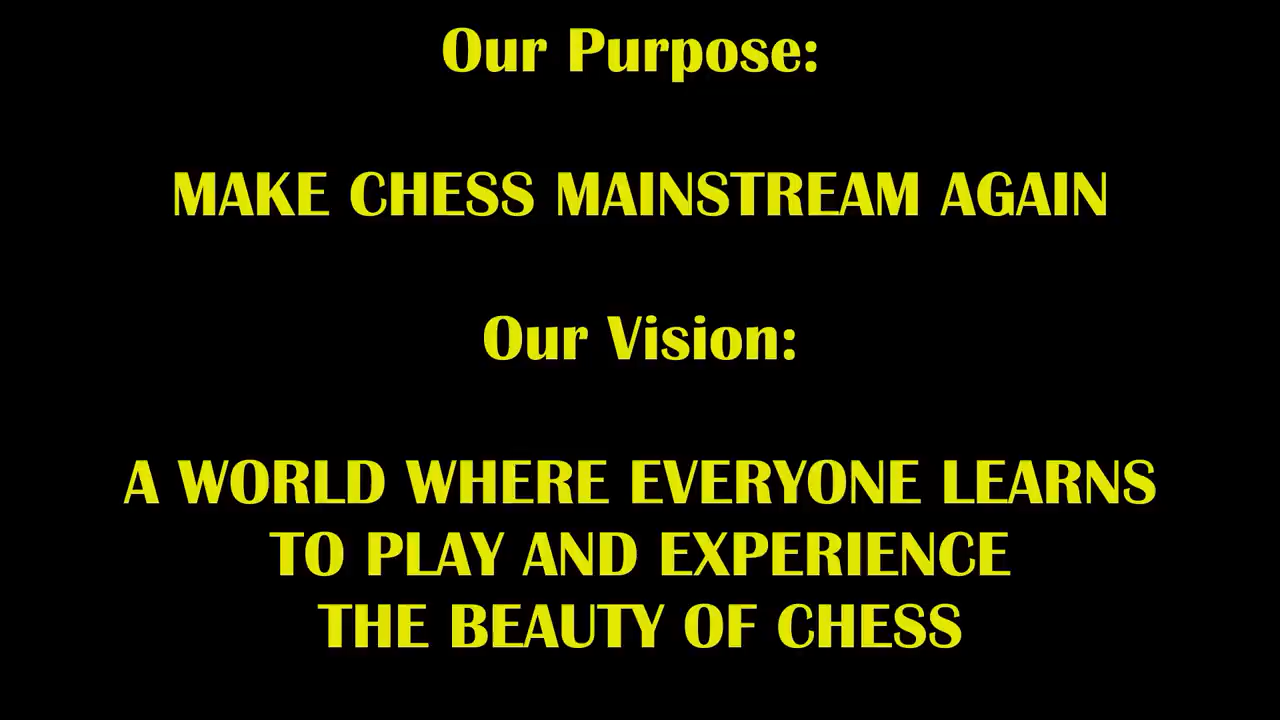 Our Purpose:
MAKE CHESS MAINSTREAM AGAIN
Our Vision:
A WORLD WHERE EVERYONE LEARNS
TO PLAY AND EXPERIENCE
THE BEAUTY OF CHESS